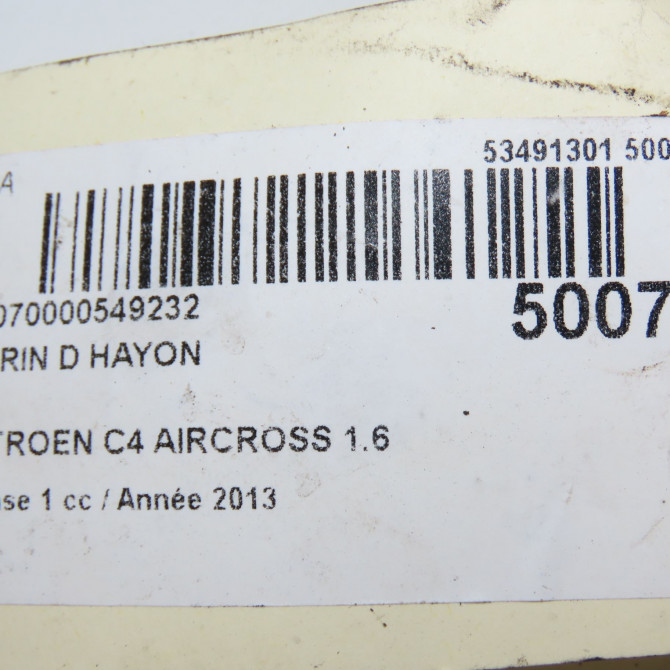 53491301 500
A
070000549232
5007
RIN D HAYON
TROEN C4 AIRCROSS 1.6
se 1 cc / Année 2013